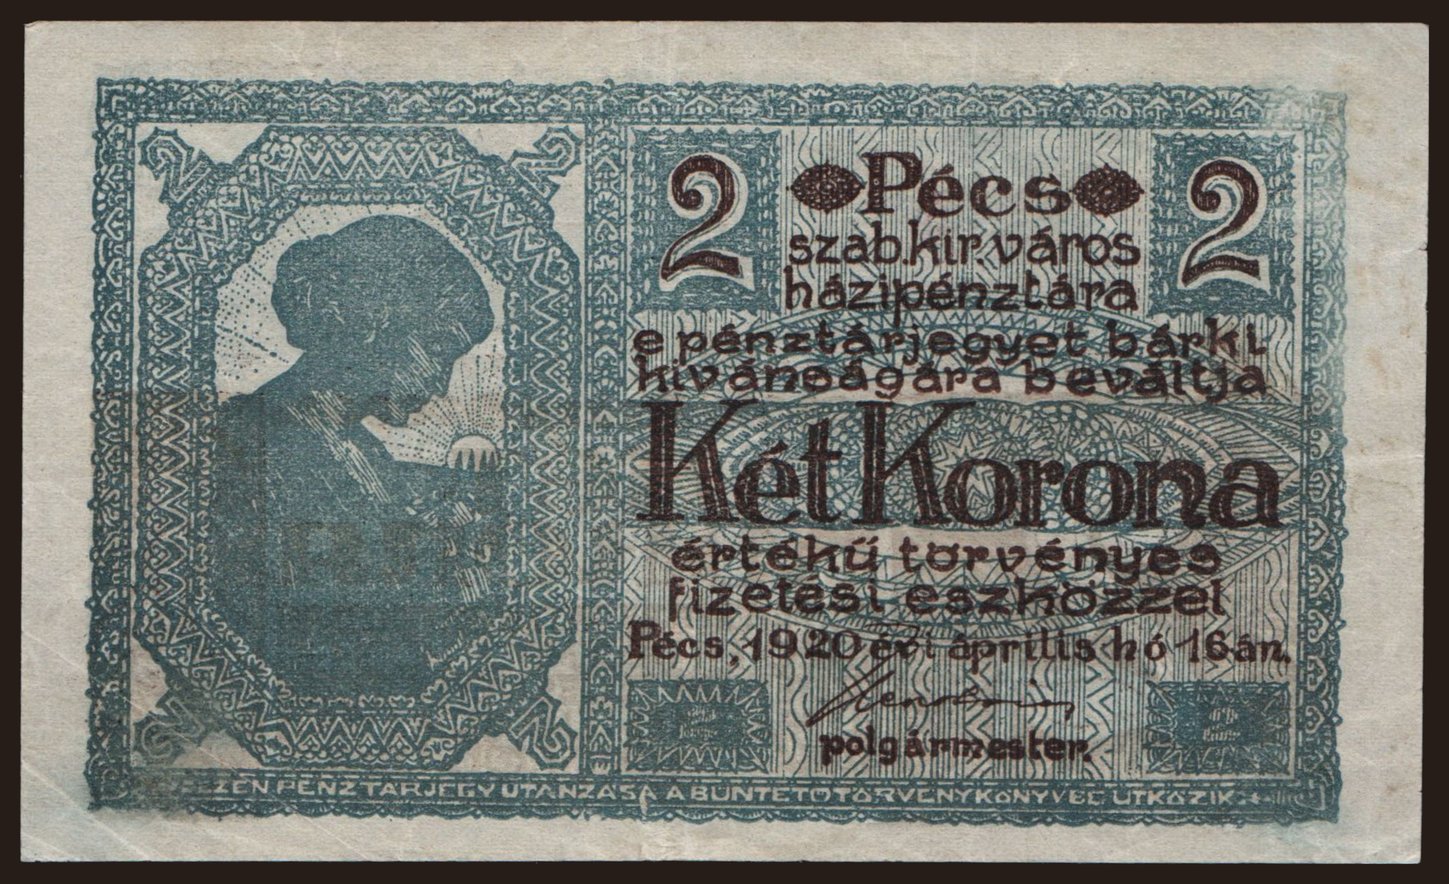 2 Pécs 2
szab. kir. város
házipénztára
e pénztárjegyet bárki
kívánságára beváltja
Két Korona
értékű törvényes
fizetési eszközzel
Pécs, 1920 évi április hó 16án.
polgármester.
EZEN PÉNZTÁRJEGY UTÁNZÁSA A BÜNTETŐTÖRVÉNYKÖNYVBE ÜTKÖZIK